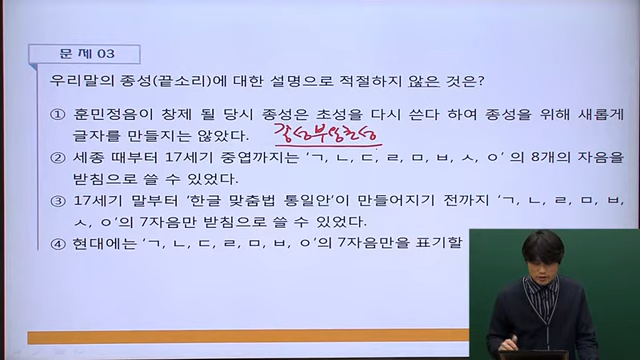 문 제 03
우리말의 종성(끝소리)에 대한 설명으로 적절하지 않은 것은?
① 훈민정음이 창제 될 당시 종성은 초성을 다시 쓴다 하여 종성을 위해 새롭게
글자를 만들지는 않았다.
② 세종 때부터 17세기 중엽까지는 ‘ㄱ, ㄴ, ㄷ, ㄹ, ㅁ, ㅂ, ㅅ, ㅇ’ 의 8개의 자음을
받침으로 쓸 수 있었다.
③ 17세기 말부터 ‘한글 맞춤법 통일안’이 만들어지기 전까지 ‘ㄱ, ㄴ, ㄹ, ㅁ, ㅂ,
ㅅ, ㅇ’의 7자음만 받침으로 쓸 수 있었다.
④ 현대에는 ‘ㄱ, ㄴ, ㄷ, ㄹ, ㅁ, ㅂ, ㅇ’의 7자음만을 표기할